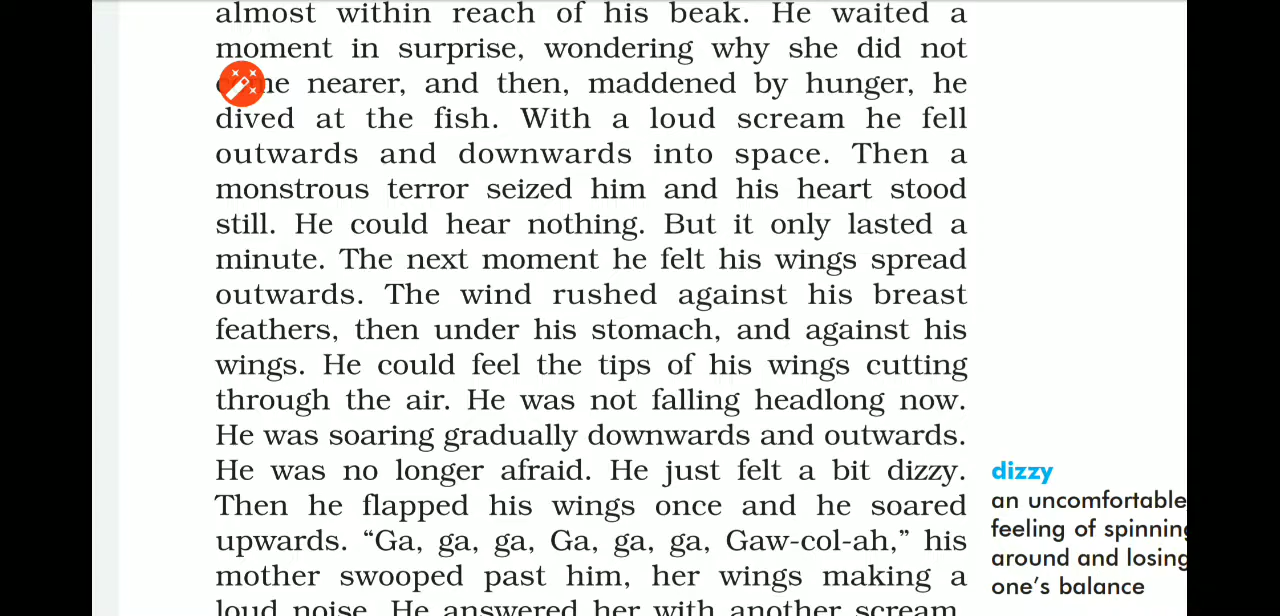 almost within reach of his beak. He waited a
moment in surprise, wondering why she did not
nearer, and then, maddened by hunger, he
dived at the fish. With a loud scream he fell
outwards and downwards into space. Then a
monstrous terror seized him and his heart stood
still. He could hear nothing. But it only lasted a
minute. The next moment he felt his wings spread
outwards. The wind rushed against his breast
feathers, then under his stomach, and against his
wings. He could feel the tips of his wings cutting
through the air. He was not falling headlong now.
He was soaring gradually downwards and outwards.
He was no longer afraid. He just felt a bit dizzy.
Then he flapped his wings once and he soared
upwards. “Ga, ga, ga, Ga, ga, ga, Gaw-col-ah,” his
mother swooped past him, her wings making a
loud noise. He answered her with another scream.
dizzy
an uncomfortable
feeling of spinning
around and losing
one’s balance